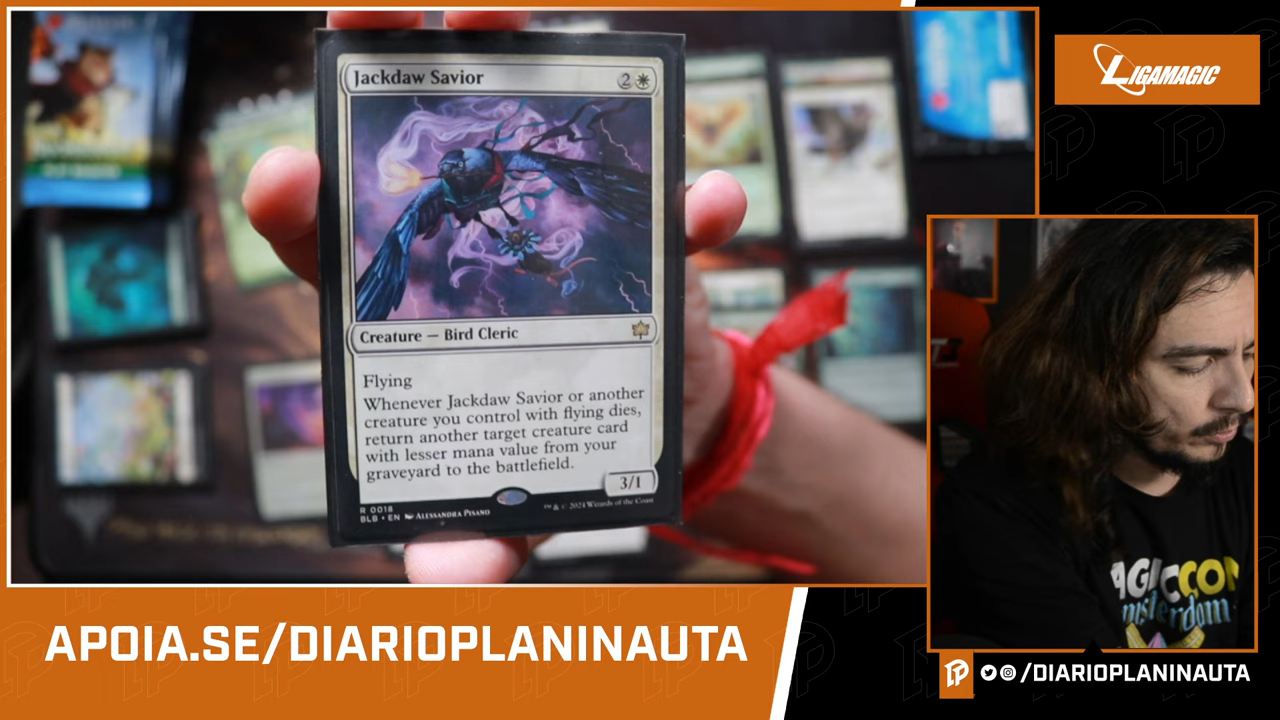 Jackdaw Savior 2
Creature — Bird Cleric
Flying
Whenever Jackdaw Savior or another
creature you control with flying dies,
return another target creature card
with lesser mana value from your
graveyard to the battlefield.
3/1
R 0018
BLB • EN ALESSANDRA PISANO
™ & © 2024 Wizards of the Coast
LIGAMAGIC
APOIA.SE/DIARIOPLANINAUTA
/DIARIOPLANINAUTA